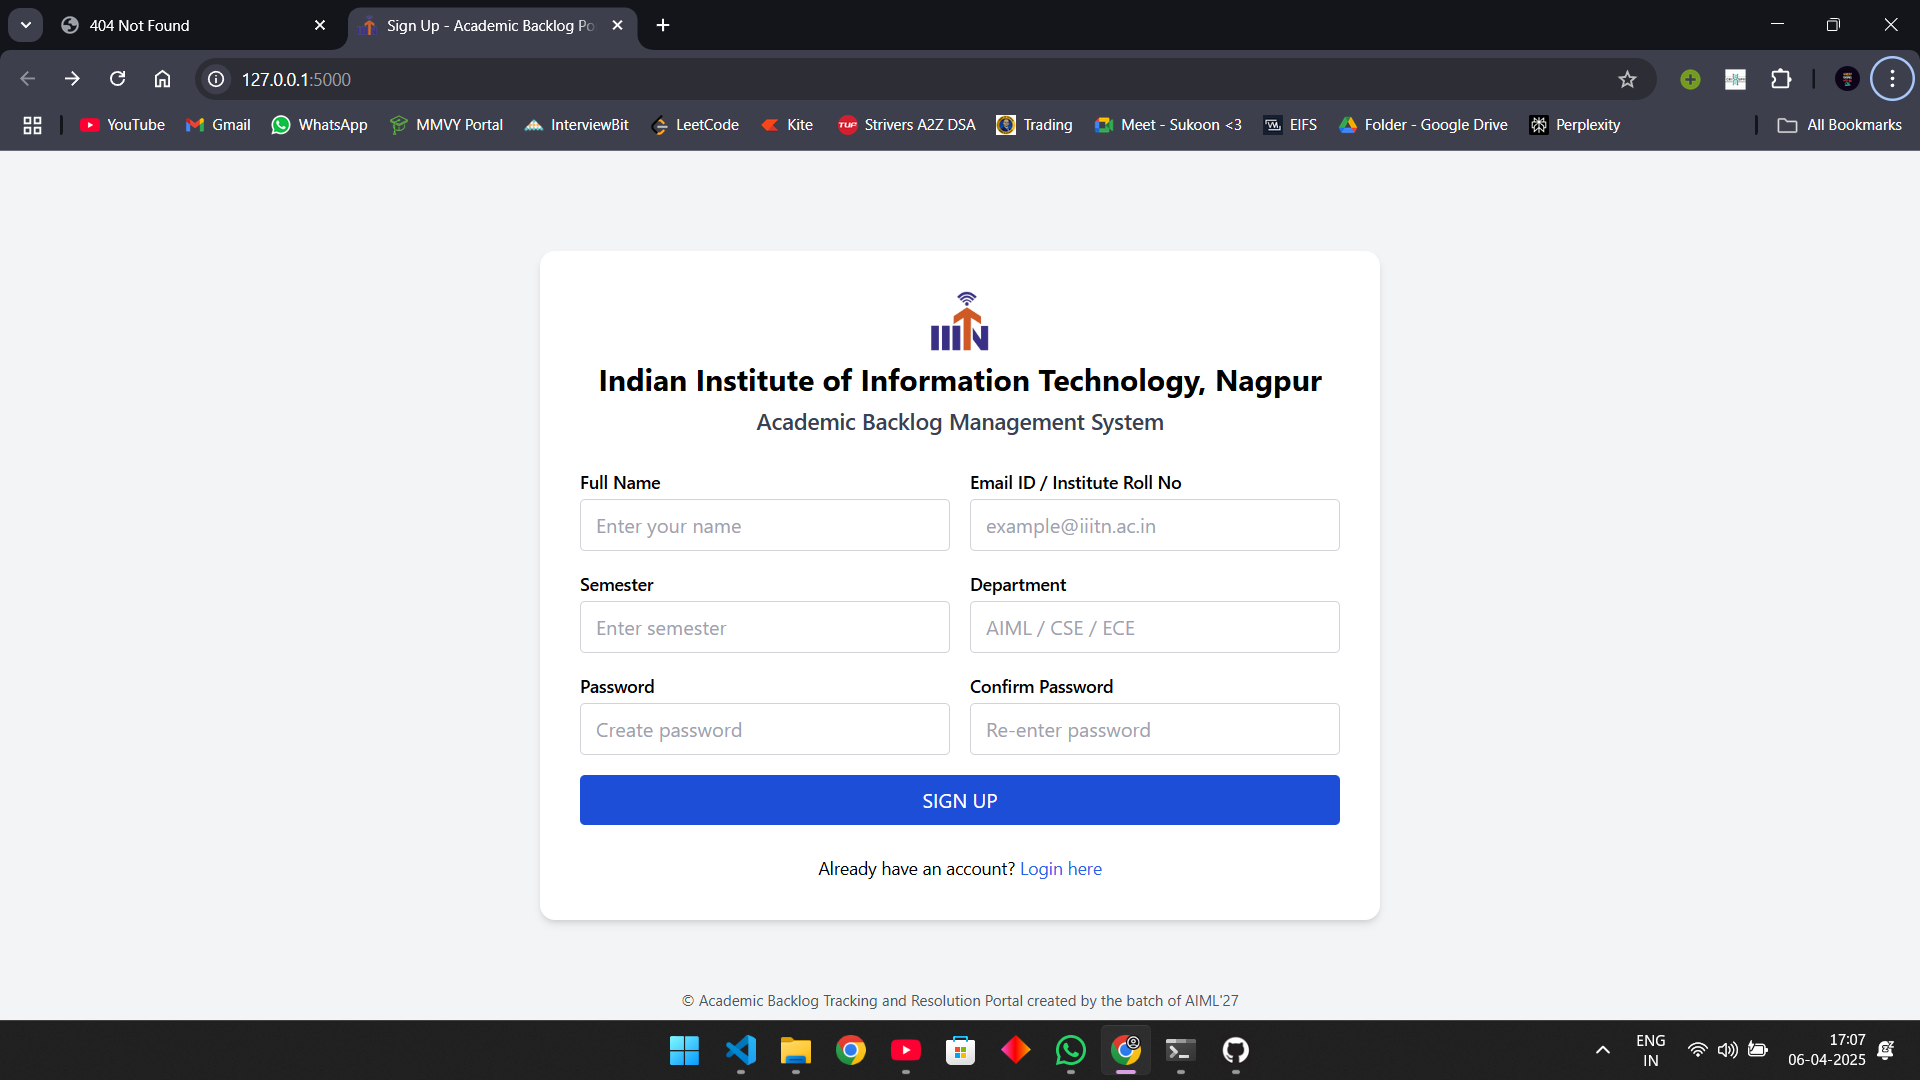 404 Not Found
Sign Up - Academic Backlog Po
127.0.0.1:5000
YouTube
Gmail
WhatsApp
MMVY Portal
InterviewBit
LeetCode
Kite
TUF
Strivers A2Z DSA
Trading
Meet - Sukoon <3
EIFS
Folder - Google Drive
Perplexity
All Bookmarks
IIITN
Indian Institute of Information Technology, Nagpur
Academic Backlog Management System
Full Name
Email ID / Institute Roll No
Enter your name
example@iiitn.ac.in
Semester
Department
Enter semester
AIML / CSE / ECE
Password
Confirm Password
Create password
Re-enter password
SIGN UP
Already have an account? Login here
© Academic Backlog Tracking and Resolution Portal created by the batch of AIML'27
ENG
IN
17:07
06-04-2025